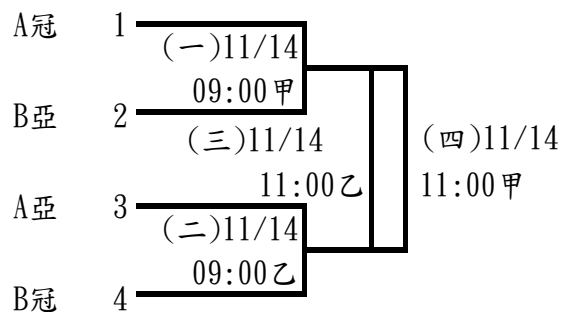 A冠 1
(一)11/14
09:00甲
B亞 2
(三)11/14
11:00乙
(四)11/14
11:00甲
A亞 3
(二)11/14
09:00乙
B冠 4